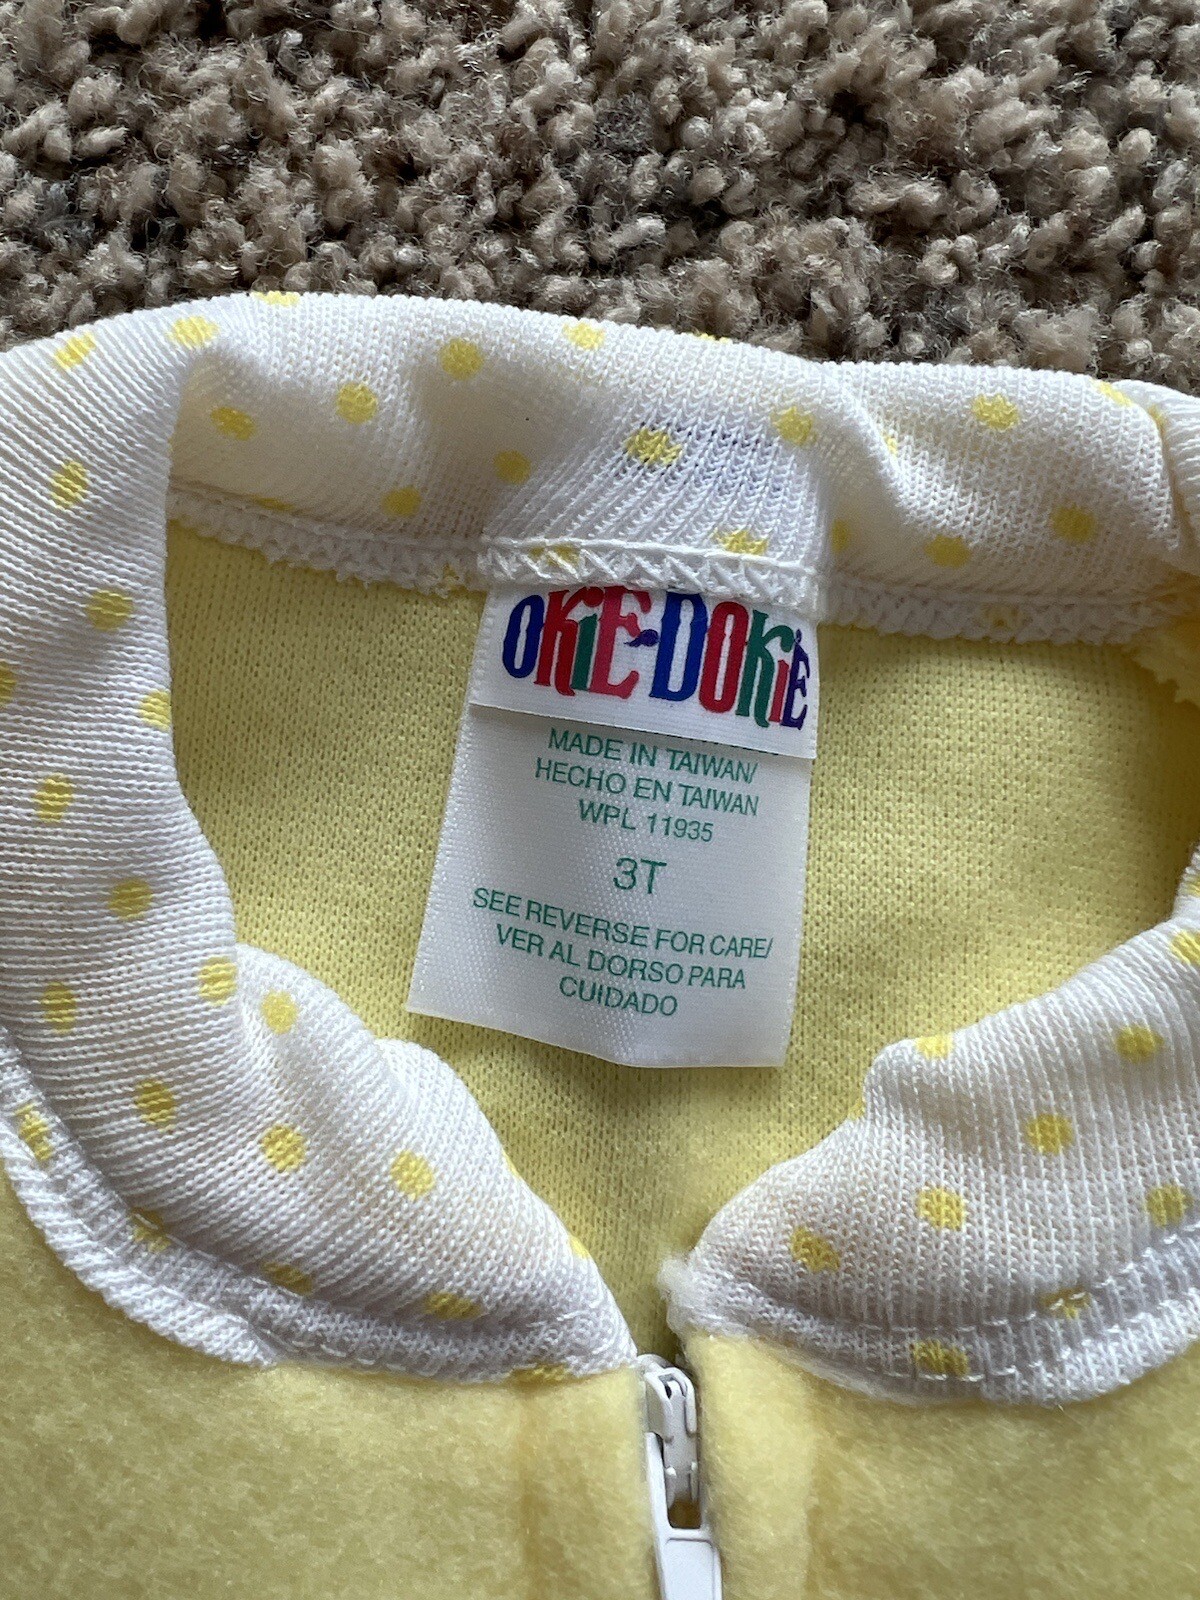 OKIE-DOKIE
MADE IN TAIWAN/
HECHO EN TAIWAN
WPL 11935
3T
SEE REVERSE FOR CARE/
VER AL DORSO PARA
CUIDADO